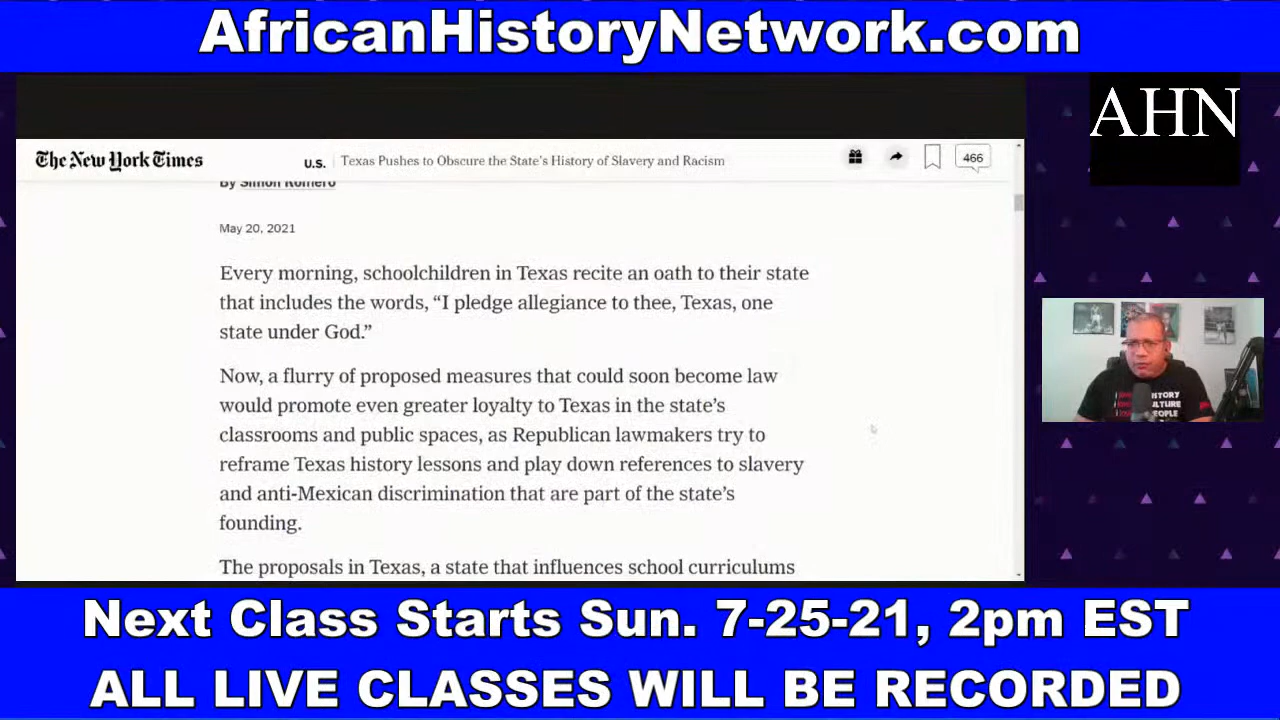 AfricanHistoryNetwork.com
AHN
The New York Times
U.S.
Texas Pushes to Obscure the State's History of Slavery and Racism
466
By Simon Romero
May 20, 2021
Every morning, schoolchildren in Texas recite an oath to their state
that includes the words, “I pledge allegiance to thee, Texas, one
state under God.”
Now, a flurry of proposed measures that could soon become law
would promote even greater loyalty to Texas in the state’s
classrooms and public spaces, as Republican lawmakers try to
reframe Texas history lessons and play down references to slavery
and anti-Mexican discrimination that are part of the state’s
founding.
The proposals in Texas, a state that influences school curriculums
Next Class Starts Sun. 7-25-21, 2pm EST
ALL LIVE CLASSES WILL BE RECORDED